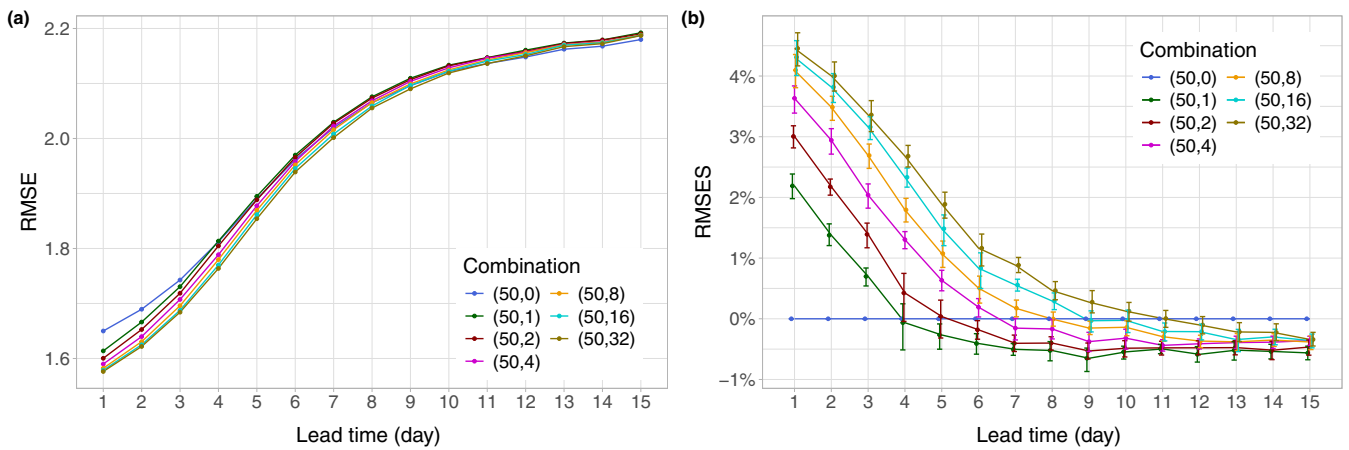 (a)
2.2
2.0
1.8
1.6
RMSE
Combination
(50,0) (50,8)
(50,1) (50,16)
(50,2) (50,32)
(50,4)
1 2 3 4 5 6 7 8 9 10 11 12 13 14 15
Lead time (day)
(b)
4%
3%
2%
1%
0%
−1%
RMSES
Combination
(50,0) (50,8)
(50,1) (50,16)
(50,2) (50,32)
(50,4)
1 2 3 4 5 6 7 8 9 10 11 12 13 14 15
Lead time (day)